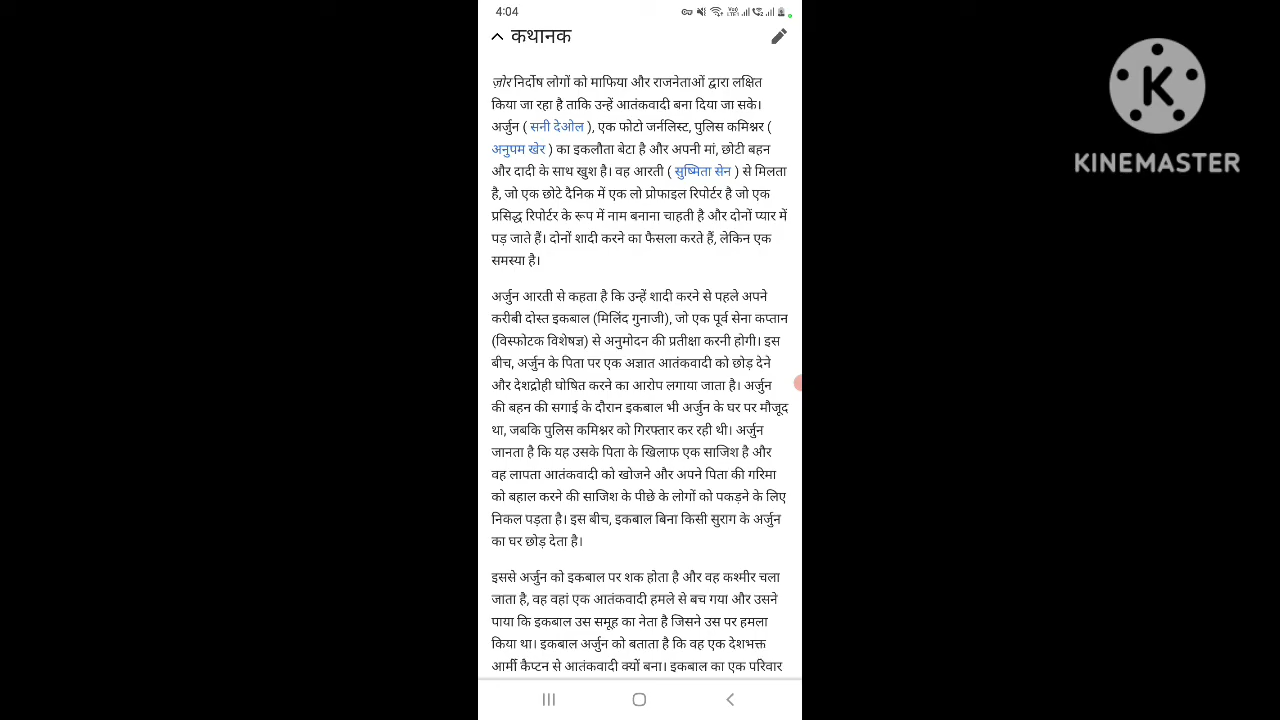 4:04
कथानक
ज़ोर निर्दोष लोगों को माफिया और राजनेताओं द्वारा लक्षित
किया जा रहा है ताकि उन्हें आतंकवादी बना दिया जा सके।
अर्जुन ( सनी देओल ), एक फोटो जर्नलिस्ट, पुलिस कमिश्नर (
अनुपम खेर ) का इकलौता बेटा है और अपनी मां, छोटी बहन
और दादी के साथ खुश है। वह आरती ( सुष्मिता सेन ) से मिलता
है, जो एक छोटे दैनिक में एक लो प्रोफाइल रिपोर्टर है जो एक
प्रसिद्ध रिपोर्टर के रूप में नाम बनाना चाहती है और दोनों प्यार में
पड़ जाते हैं। दोनों शादी करने का फैसला करते हैं, लेकिन एक
समस्या है।
अर्जुन आरती से कहता है कि उन्हें शादी करने से पहले अपने
करीबी दोस्त इकबाल (मिलिंद गुनाजी), जो एक पूर्व सेना कप्तान
(विस्फोटक विशेषज्ञ) से अनुमोदन की प्रतीक्षा करनी होगी। इस
बीच, अर्जुन के पिता पर एक अज्ञात आतंकवादी को छोड़ देने
और देशद्रोही घोषित करने का आरोप लगाया जाता है। अर्जुन
की बहन की सगाई के दौरान इकबाल भी अर्जुन के घर पर मौजूद
था, जबकि पुलिस कमिश्नर को गिरफ्तार कर रही थी। अर्जुन
जानता है कि यह उसके पिता के खिलाफ एक साजिश है और
वह लापता आतंकवादी को खोजने और अपने पिता की गरिमा
को बहाल करने की साजिश के पीछे के लोगों को पकड़ने के लिए
निकल पड़ता है। इस बीच, इकबाल बिना किसी सुराग के अर्जुन
का घर छोड़ देता है।
इससे अर्जुन को इकबाल पर शक होता है और वह कश्मीर चला
जाता है, वह वहां एक आतंकवादी हमले से बच गया और उसने
पाया कि इकबाल उस समूह का नेता है जिसने उस पर हमला
किया था। इकबाल अर्जुन को बताता है कि वह एक देशभक्त
आर्मी कैप्टन से आतंकवादी क्यों बना। इकबाल का एक परिवार
K
KINEMASTER